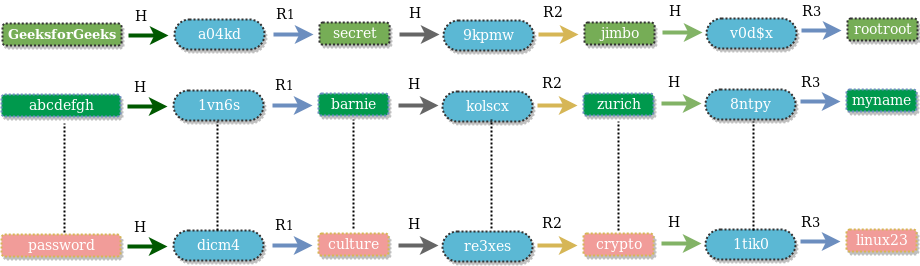 H R1 H R2 H R3
GeeksforGeeks a04kd secret 9kpmw jimbo v0d$x rootroot
H R1 H R2 H R3
abcdefgh 1vn6s barnie kolscx zurich 8ntpy myname
H R1 H R2 H R3
password dicm4 culture re3xes crypto 1tik0 linux23